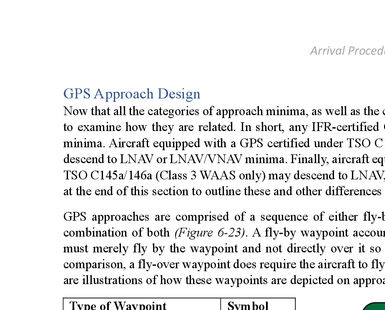 Arrival Procedu
GPS Approach Design
Now that all the categories of approach minima, as well as the c
to examine how they are related. In short, any IFR-certified
minima. Aircraft equipped with a GPS certified under TSO C
descend to LNAV or LNAV/VNAV minima. Finally, aircraft equ
TSO C145a/146a (Class 3 WAAS only) may descend to LNAV,
at the end of this section to outline these and other differences
GPS approaches are comprised of a sequence of either fly-b
combination of both (Figure 6-23). A fly-by waypoint accoun
must merely fly by the waypoint and not directly over it so
comparison, a fly-over waypoint does require the aircraft to fly
are illustrations of how these waypoints are depicted on approa
Type of Waypoint Symbol